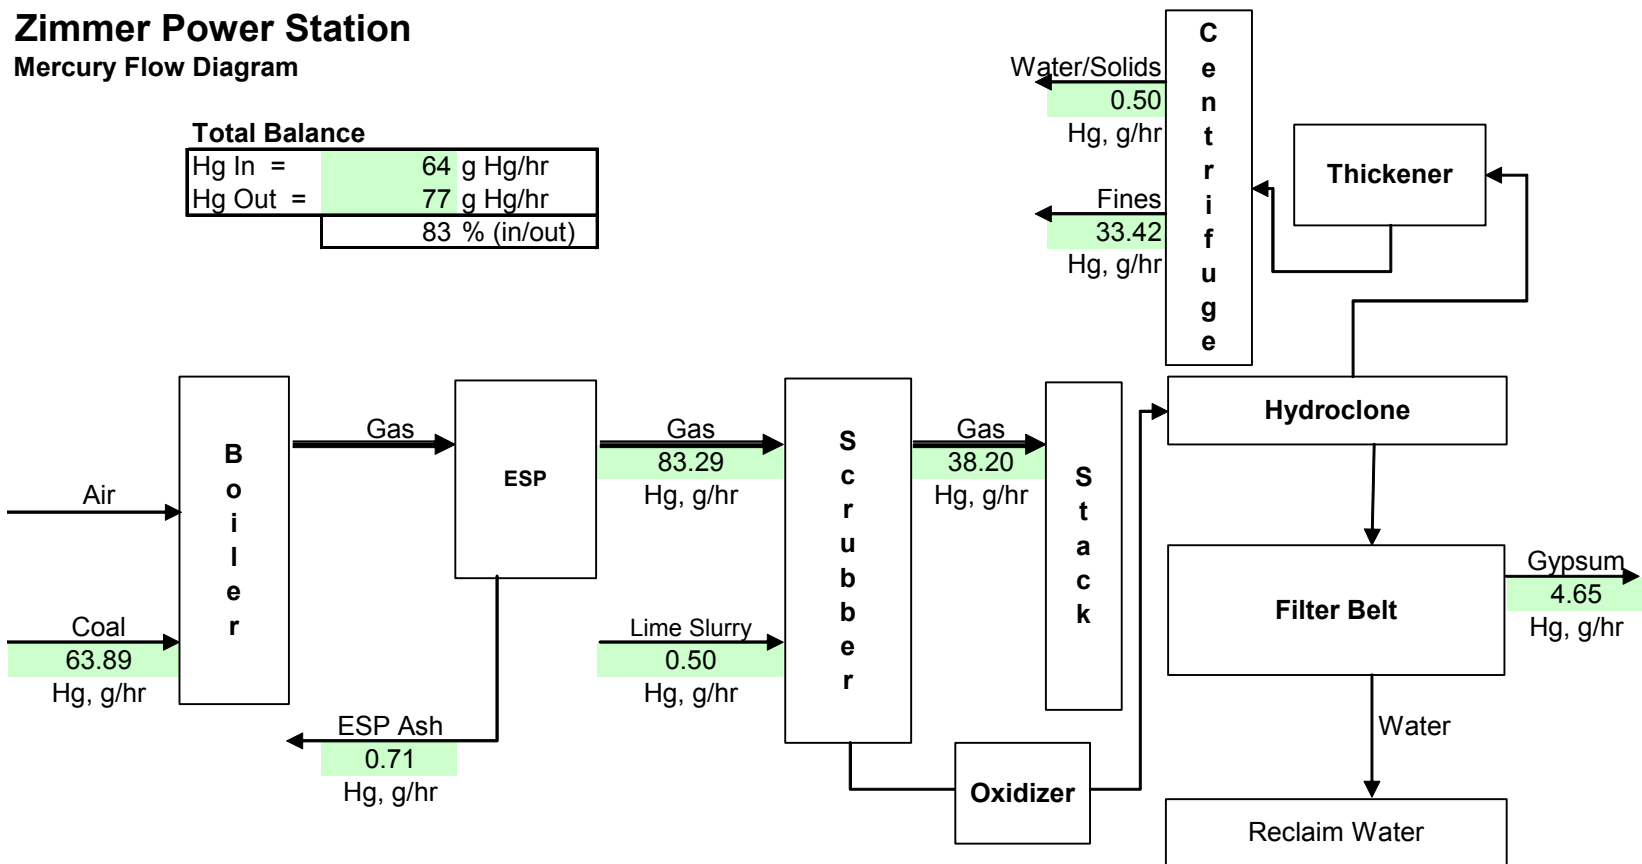 Zimmer Power Station
Mercury Flow Diagram
Total Balance
Hg In = 64 g Hg/hr
Hg Out = 77 g Hg/hr
83 % (in/out)
Water/Solids
0.50
Hg, g/hr
Fines
33.42
Hg, g/hr
Centrifuge
Thickener
Hydroclone
Air
Coal
63.89
Hg, g/hr
Boiler
Gas
ESP
ESP Ash
0.71
Hg, g/hr
Gas
83.29
Hg, g/hr
Lime Slurry
0.50
Hg, g/hr
Scrubber
Gas
38.20
Hg, g/hr
Stack
Oxidizer
Filter Belt
Gypsum
4.65
Hg, g/hr
Water
Reclaim Water